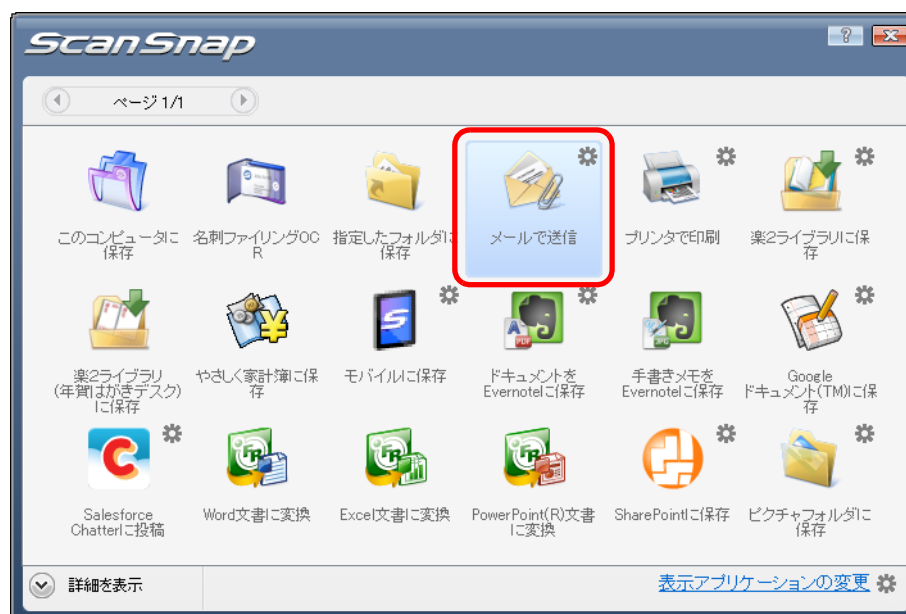 ScanSnap
?
ページ 1/1
このコンピュータに
保存
名刺ファイリングOC
R
指定したフォルダに
保存
メールで送信
プリンタで印刷
楽2ライブラリに保
存
楽2ライブラリ
(年賀はがきデスク)
に保存
やさしく家計簿に保
存
モバイルに保存
ドキュメントを
Evernoteに保存
手書きメモを
Evernoteに保存
Google
ドキュメント(TM)に保
存
Salesforce
Chatterに投稿
Word文書に変換
Excel文書に変換
PowerPoint(R)文書
に変換
SharePointに保存
ピクチャフォルダに
保存
詳細を表示
表示アプリケーションの変更